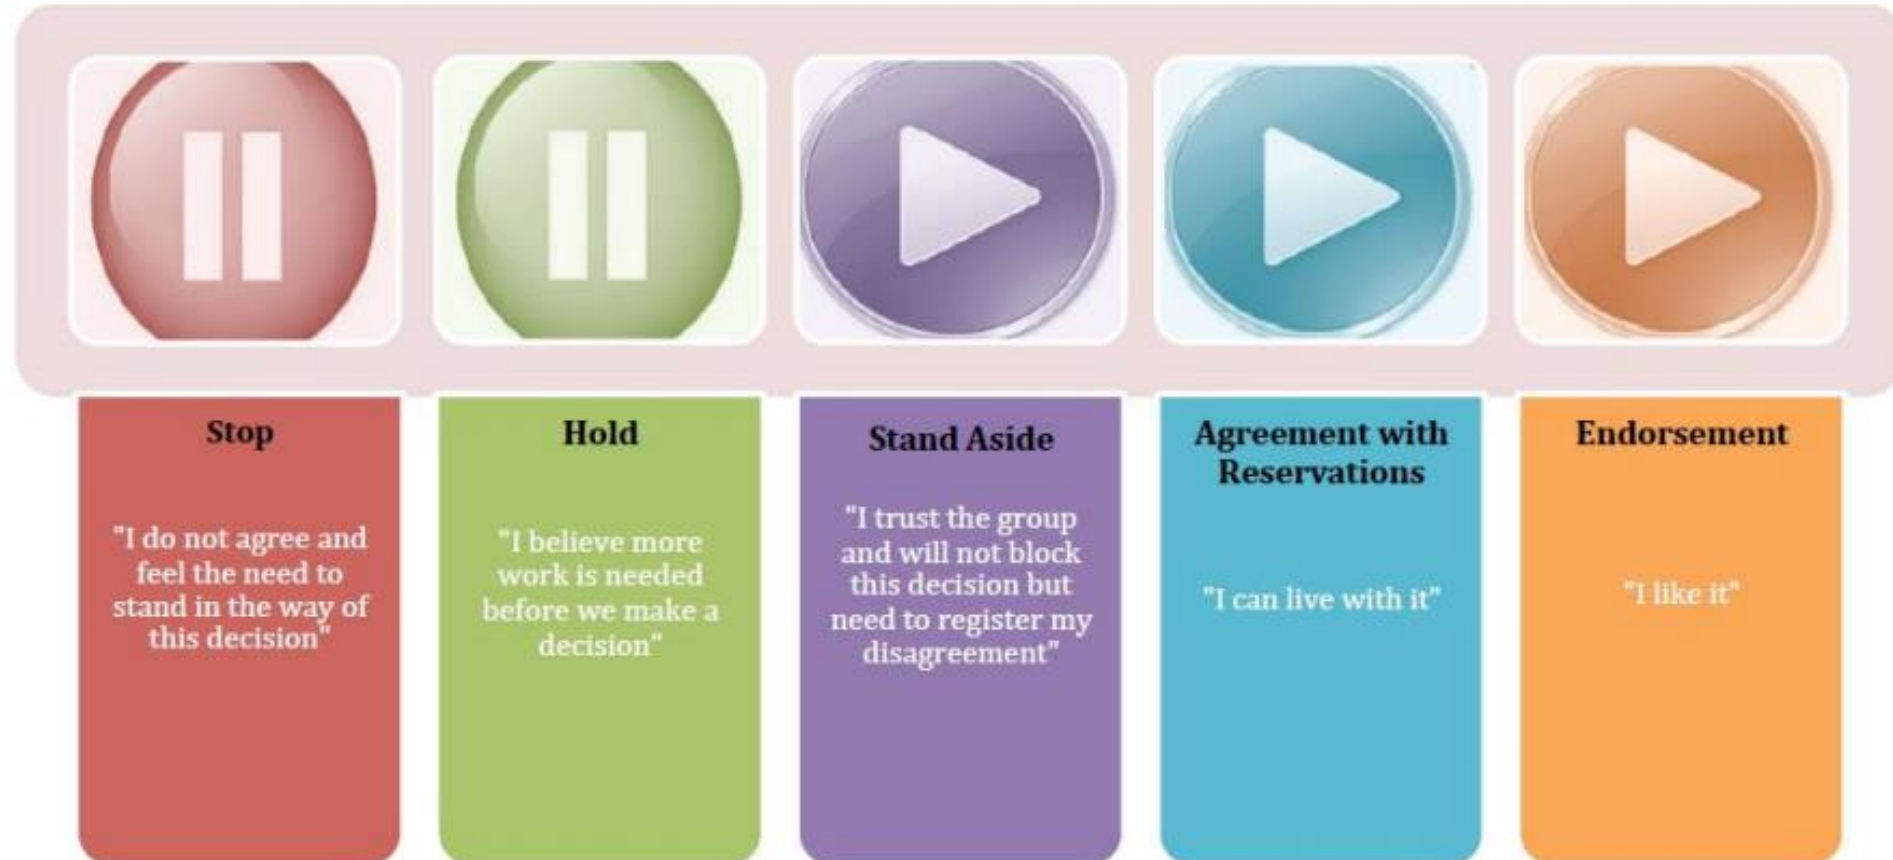 Stop
"I do not agree and
feel the need to
stand in the way of
this decision"
Hold
"I believe more
work is needed
before we make a
decision"
Stand Aside
"I trust the group
and will not block
this decision but
need to register my
disagreement"
Agreement with
Reservations
"I can live with it"
Endorsement
"I like it"